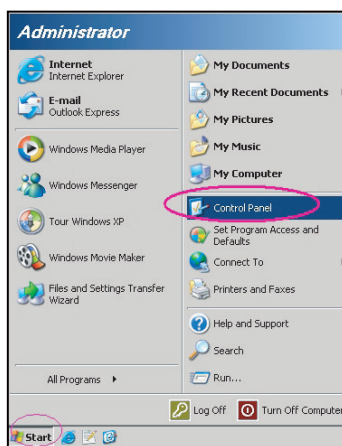 Administrator
Internet
Internet Explorer
E-mail
Outlook Express
Windows Media Player
Windows Messenger
Tour Windows XP
Windows Movie Maker
Files and Settings Transfer
Wizard
All Programs
My Documents
My Recent Documents
My Pictures
My Music
My Computer
Control Panel
Set Program Access and
Defaults
Connect To
Printers and Faxes
Help and Support
Search
Run...
Log Off
Turn Off Computer
Start